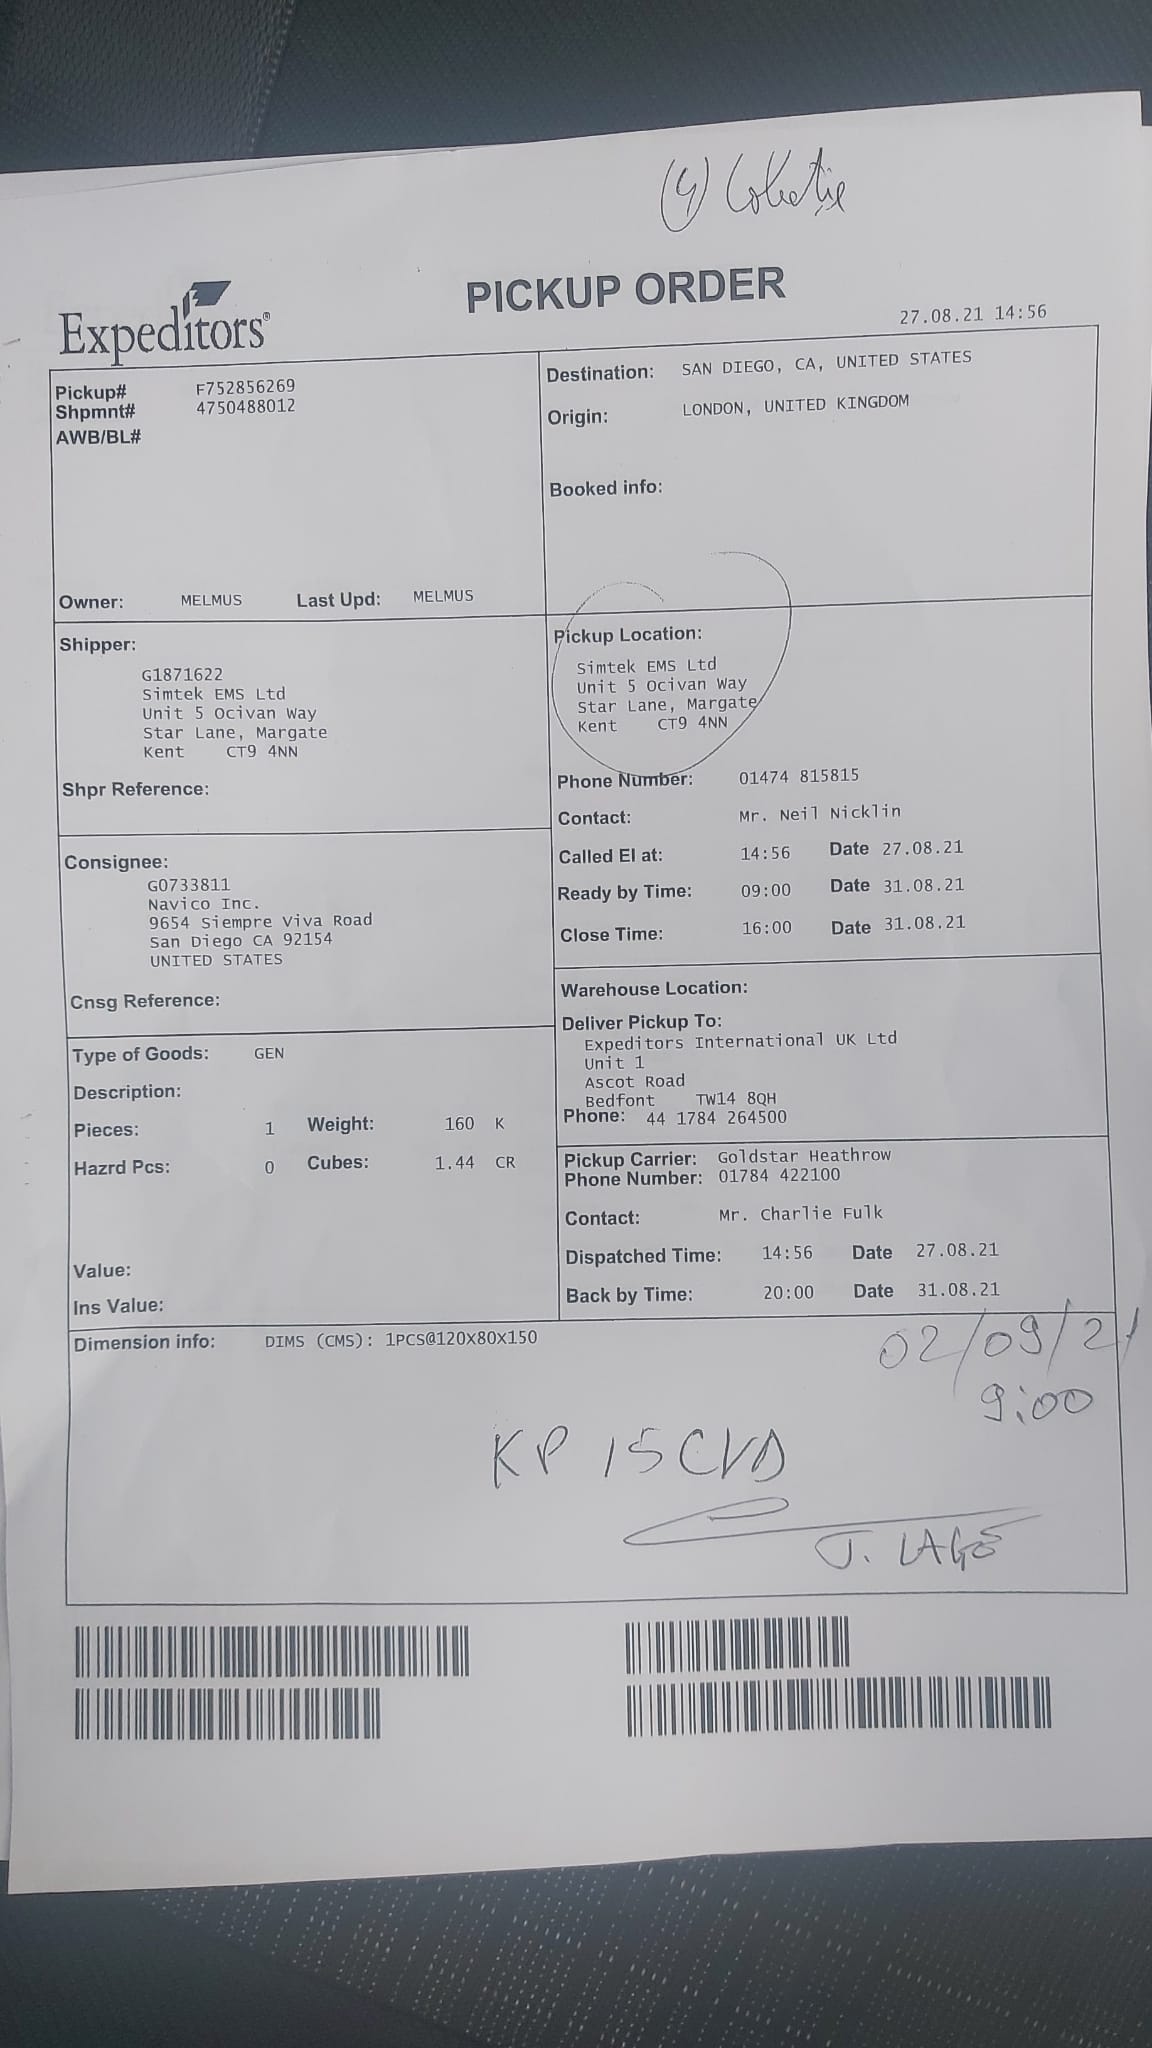 (4)
PICKUP ORDER
Expeditors®
27.08.21 14:56
Pickup# F752856269
Shpmnt# 4750488012
AWB/BL#
Owner: MELMUS Last Upd: MELMUS
Destination: SAN DIEGO, CA, UNITED STATES
Origin: LONDON, UNITED KINGDOM
Booked info:
Shipper:
G1871622
Simtek EMS Ltd
Unit 5 Ocivan Way
Star Lane, Margate
Kent CT9 4NN
Shpr Reference:
Pickup Location:
Simtek EMS Ltd
Unit 5 Ocivan Way
Star Lane, Margate
Kent CT9 4NN
Phone Number: 01474 815815
Contact: Mr. Neil Nicklin
Called EI at: 14:56 Date 27.08.21
Ready by Time: 09:00 Date 31.08.21
Close Time: 16:00 Date 31.08.21
Consignee:
G0733811
Navico Inc.
9654 Siempre Viva Road
San Diego CA 92154
UNITED STATES
Cnsg Reference:
Warehouse Location:
Deliver Pickup To:
Expeditors International UK Ltd
Unit 1
Ascot Road
Bedfont TW14 8QH
Phone: 44 1784 264500
Type of Goods: GEN
Description:
Pieces: 1 Weight: 160 K
Hazrd Pcs: 0 Cubes: 1.44 CR
Value:
Ins Value:
Pickup Carrier: Goldstar Heathrow
Phone Number: 01784 422100
Contact: Mr. Charlie Fulk
Dispatched Time: 14:56 Date 27.08.21
Back by Time: 20:00 Date 31.08.21
Dimension info: DIMS (CMS): 1PCS@120X80X150
02/09/21
9:00
KP 15 CVA
J. LAGE